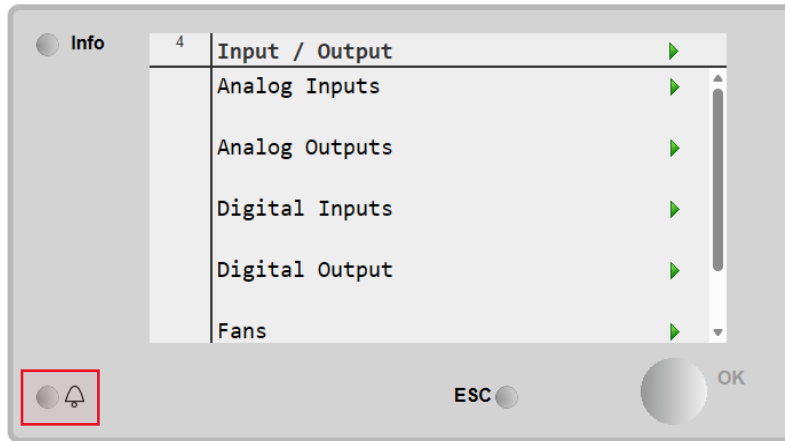 Info
4
Input / Output
Analog Inputs
Analog Outputs
Digital Inputs
Digital Output
Fans
ESC
OK